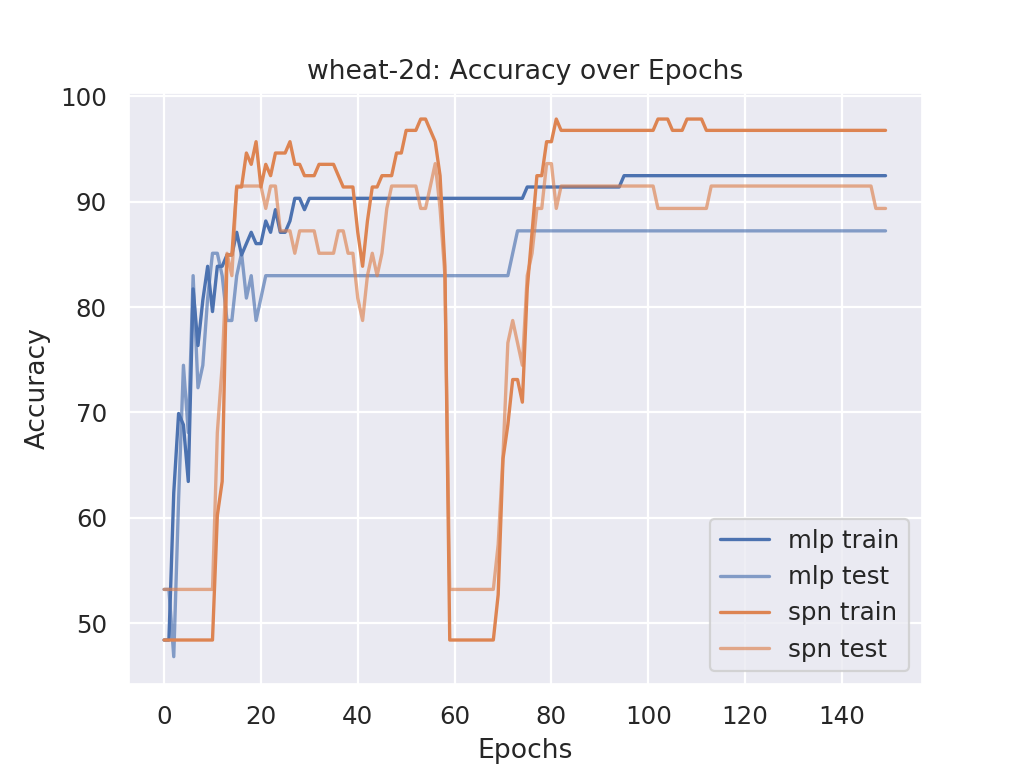 wheat-2d: Accuracy over Epochs
Accuracy
100
90
80
70
60
50
mlp train
mlp test
spn train
spn test
0 20 40 60 80 100 120 140
Epochs